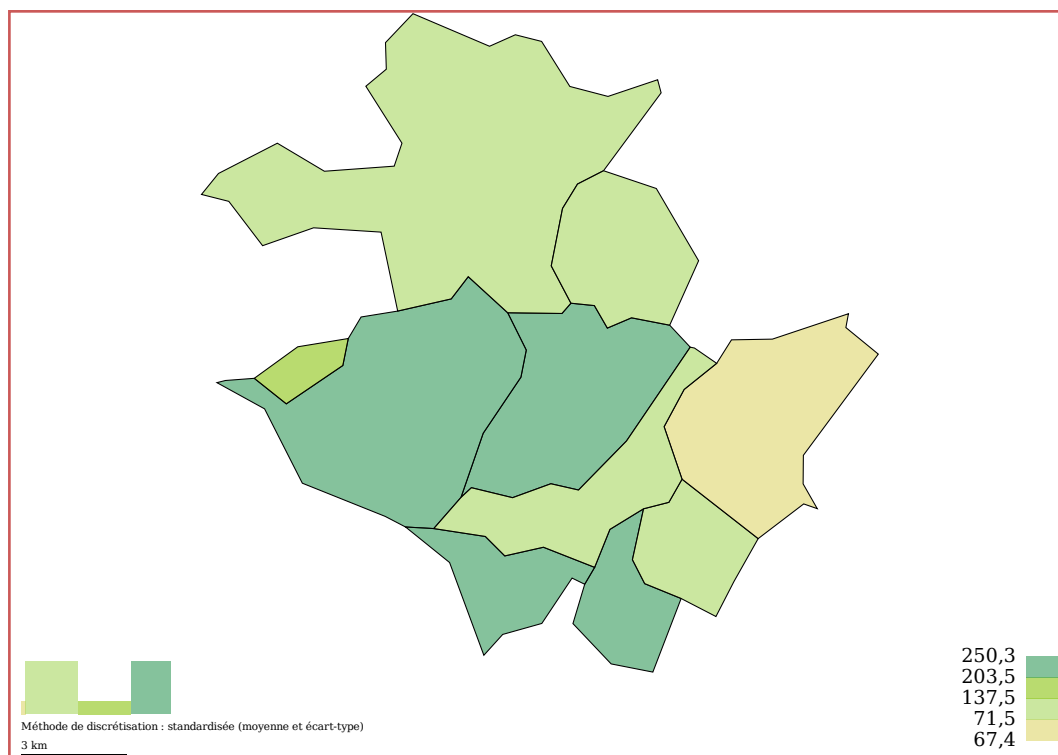 250,3
203,5
137,5
71,5
67,4
Méthode de discrétisation : standardisée (moyenne et écart-type)
3 km